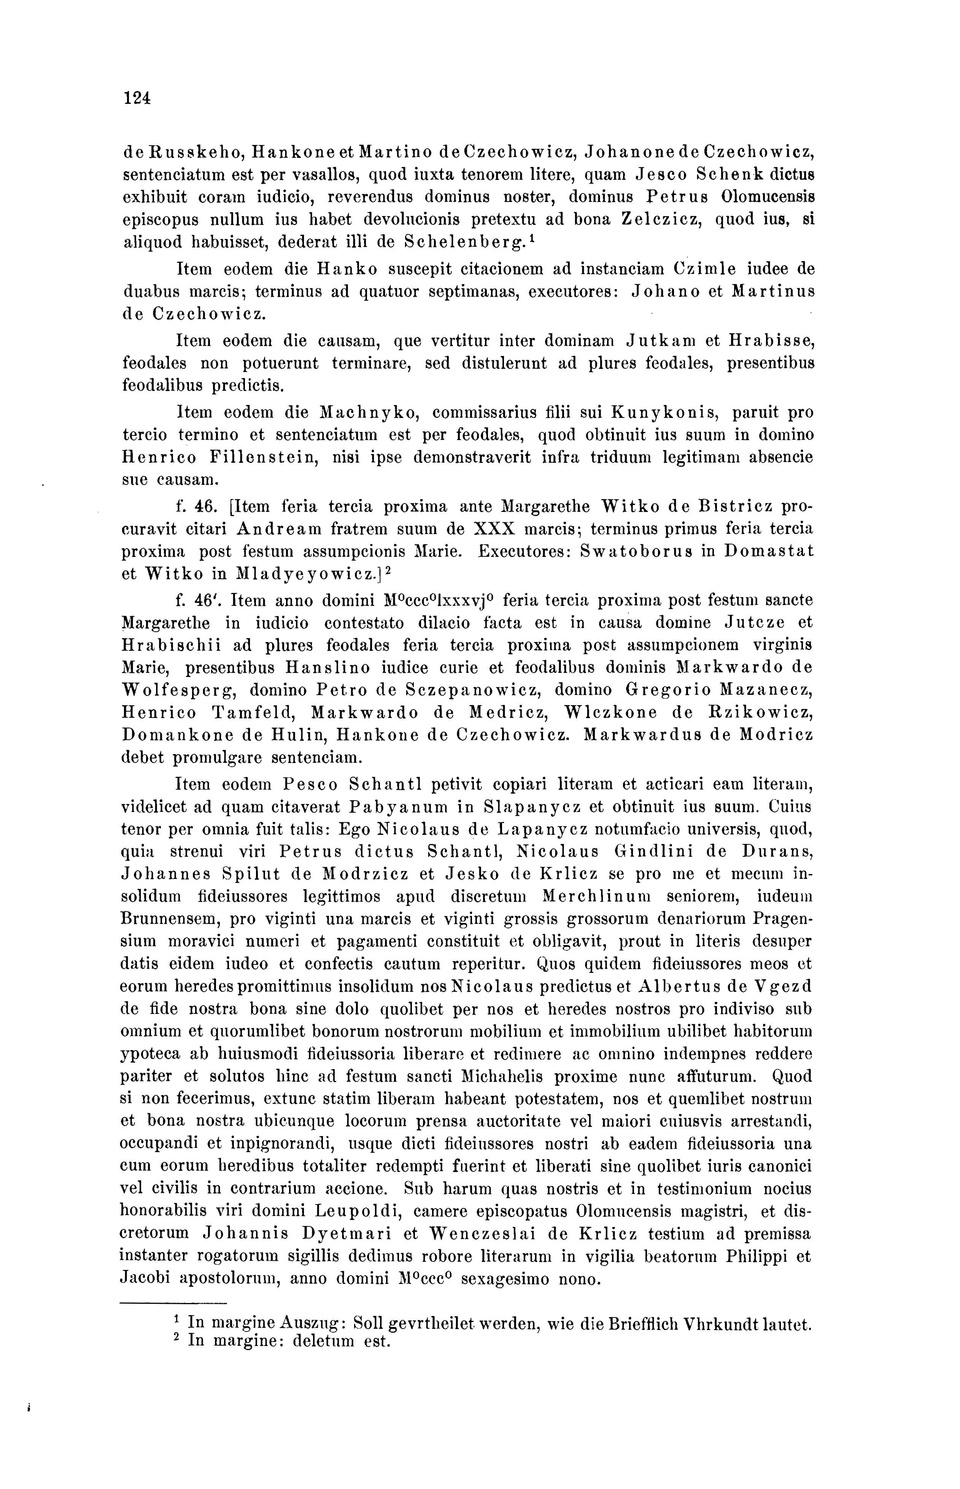 124
de Russkeho, Hankone et Martino de Czechowicz, Johanone de Czechowicz,
sentenciatum est per vasallos, quod iuxta tenorem litere, quam Jesco Schenk dictus
exhibuit coram iudicio, reverendus dominus noster, dominus Petrus Olomucensis
episcopus nullum ius habet devolucionis pretextu ad bona Zelczicz, quod ius, si
aliquod habuisset, dederat illi de Schelenberg.¹
Item eodem die Hanko suscepit citacionem ad instanciam Czimle iudee de
duabus marcis; terminus ad quatuor septimanas, executores: Johano et Martinus
de Czechowicz.
Item eodem die causam, que vertitur inter dominam Jutkam et Hrabisse,
feodales non potuerunt terminare, sed distulerunt ad plures feodales, presentibus
feodalibus predictis.
Item eodem die Machnyko, commissarius filii sui Kunykonis, paruit pro
tercio termino et sentenciatum est per feodales, quod obtinuit ius suum in domino
Henrico Fillenstein, nisi ipse demonstraverit infra triduum legitimam absencie
sue causam.
f. 46. [Item feria tercia proxima ante Margarethe Witko de Bistricz pro-
curavit citari Andream fratrem suum de XXX marcis; terminus primus feria tercia
proxima post festum assumpcionis Marie. Executores: Swatoborus in Domastat
et Witko in Mladyeyowicz.]²
f. 46′. Item anno domini M⁰ccc⁰lxxxvj⁰ feria tercia proxima post festum sancte
Margarethe in iudicio contestato dilacio facta est in causa domine Jutcze et
Hrabischii ad plures feodales feria tercia proxima post assumpcionem virginis
Marie, presentibus Hanslino iudice curie et feodalibus dominis Markwardo de
Wolfesperg, domino Petro de Sczepanowicz, domino Gregorio Mazanecz,
Henrico Tamfeld, Markwardo de Medricz, Wlczkone de Rzikowicz,
Domankone de Hulin, Hankone de Czechowicz. Markwardus de Modricz
debet promulgare sentenciam.
Item eodem Pesco Schantl petivit copiari literam et acticari eam literam,
videlicet ad quam citaverat Pabyanum in Slapanycz et obtinuit ius suum. Cuius
tenor per omnia fuit talis: Ego Nicolaus de Lapanycz notumfacio universis, quod,
quia strenui viri Petrus dictus Schantl, Nicolaus Gindlini de Durans,
Johannes Spilut de Modrzicz et Jesko de Krlicz se pro me et mecum in-
solidum fideiussores legittimos apud discretum Merchlinum seniorem, iudeum
Brunnensem, pro viginti una marcis et viginti grossis grossorum denariorum Pragen-
sium moravici numeri et pagamenti constituit et obligavit, prout in literis desuper
datis eidem iudeo et confectis cautum reperitur. Quos quidem fideiussores meos et
eorum heredes promittimus insolidum nos Nicolaus predictus et Albertus de Vgezd
de fide nostra bona sine dolo quolibet per nos et heredes nostros pro indiviso sub
omnium et quorumlibet bonorum nostrorum mobilium et immobilium ubilibet habitorum
ypoteca ab huiusmodi fideiussoria liberare et redimere ac omnino indempnes reddere
pariter et solutos hinc ad festum sancti Michahelis proxime nunc affuturum. Quod
si non fecerimus, extunc statim liberam habeant potestatem, nos et quemlibet nostrum
et bona nostra ubicunque locorum prensa auctoritate vel maiori cuiusvis arrestandi,
occupandi et inpignorandi, usque dicti fideiussores nostri ab eadem fideiussoria una
cum eorum heredibus totaliter redempti fuerint et liberati sine quolibet iuris canonici
vel civilis in contrarium accione. Sub harum quas nostris et in testimonium nocius
honorabilis viri domini Leupoldi, camere episcopatus Olomucensis magistri, et dis-
cretorum Johannis Dyetmari et Wenczeslai de Krlicz testium ad premissa
instanter rogatorum sigillis dedimus robore literarum in vigilia beatorum Philippi et
Jacobi apostolorum, anno domini M⁰ccc⁰ sexagesimo nono.
¹ In margine Auszug: Soll gevrtheilet werden, wie die Briefflich Vhrkundt lautet.
² In margine: deletum est.